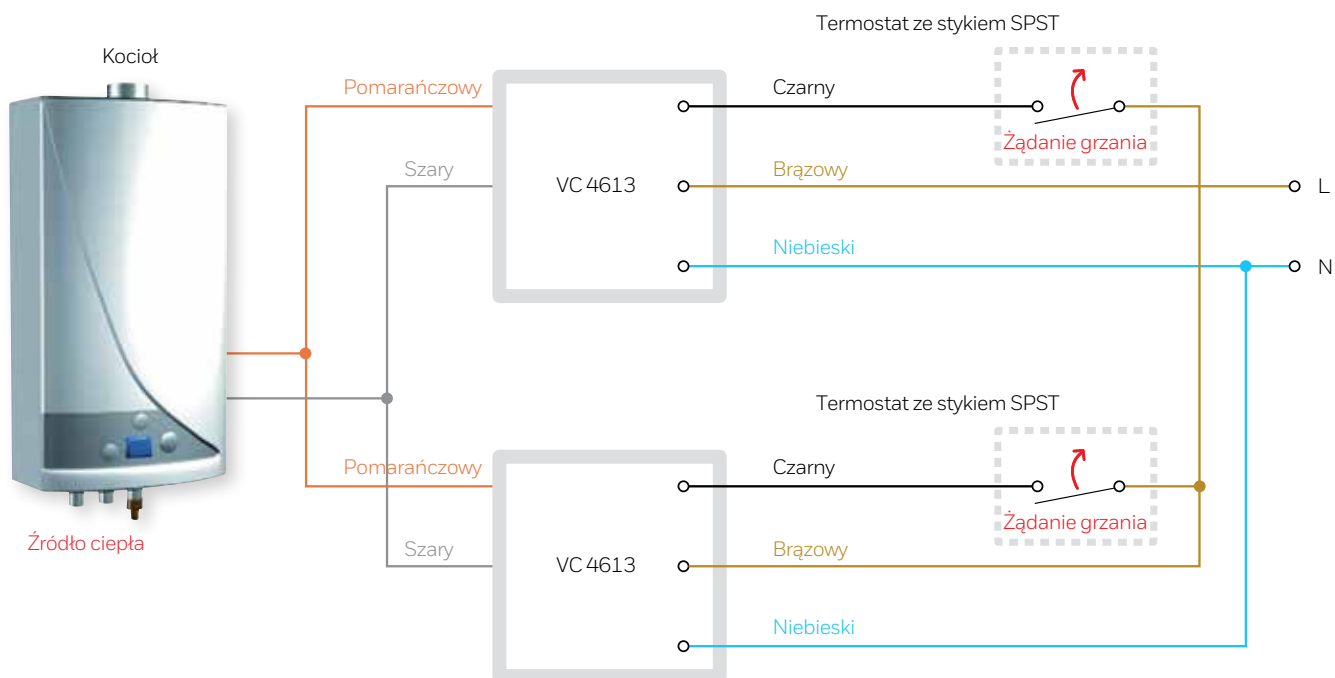 Termostat ze stykiem SPST
Kocioł
Pomarańczowy
Czarny
Żądanie grzania
Szary
VC 4613
Brązowy
L
Niebieski
N
Termostat ze stykiem SPST
Pomarańczowy
Czarny
Żądanie grzania
Źródło ciepła
Szary
VC 4613
Brązowy
Niebieski